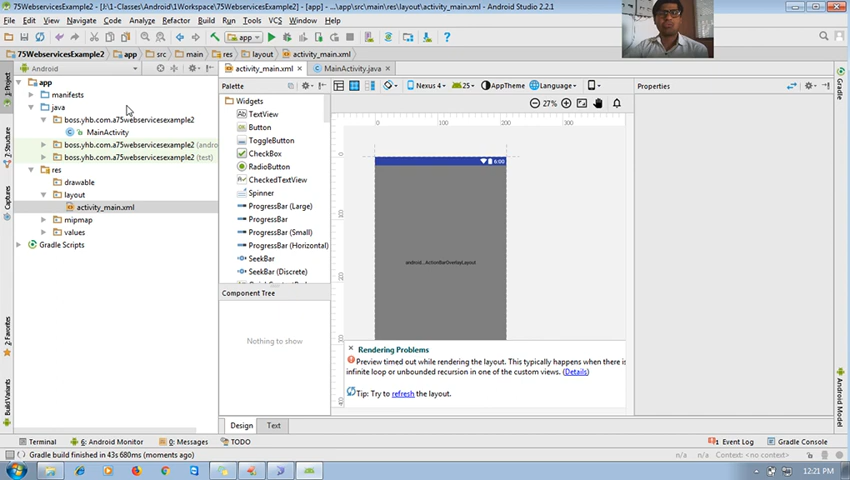 75WebservicesExample2 - [J:\1-Classes\Android\1Workspace\75WebservicesExample2] - [app] - ...\app\src\main\res\layout\activity_main.xml - Android Studio 2.2.1
File Edit View Navigate Code Analyze Refactor Build Run Tools VCS Window Help
app
75WebservicesExample2 app src main res layout activity_main.xml
Android
activity_main.xml MainActivity.java
1: Project
7: Structure
Captures
2: Favorites
Build Variants
app
manifests
java
boss.yhb.com.a75webservicesexample2
MainActivity
boss.yhb.com.a75webservicesexample2 (andro
boss.yhb.com.a75webservicesexample2 (test)
res
drawable
layout
activity_main.xml
mipmap
values
Gradle Scripts
Palette
Widgets
TextView
Button
ToggleButton
CheckBox
RadioButton
CheckedTextView
Spinner
ProgressBar (Large)
ProgressBar
ProgressBar (Small)
ProgressBar (Horizontal)
SeekBar
SeekBar (Discrete)
Component Tree
Nothing to show
Nexus 4 25 AppTheme Language
27%
0 100 200 300
0
100
200
300
400
6:00
android...ActionBarOverlayLayout
Rendering Problems
Preview timed out while rendering the layout. This typically happens when there is
infinite loop or unbounded recursion in one of the custom views. (Details)
Tip: Try to refresh the layout.
Properties
Gradle
Android Model
Design Text
Terminal 6: Android Monitor 0: Messages TODO
1 Event Log Gradle Console
Gradle build finished in 43s 680ms (moments ago)
n/a n/a Context: <no context>
12:21 PM